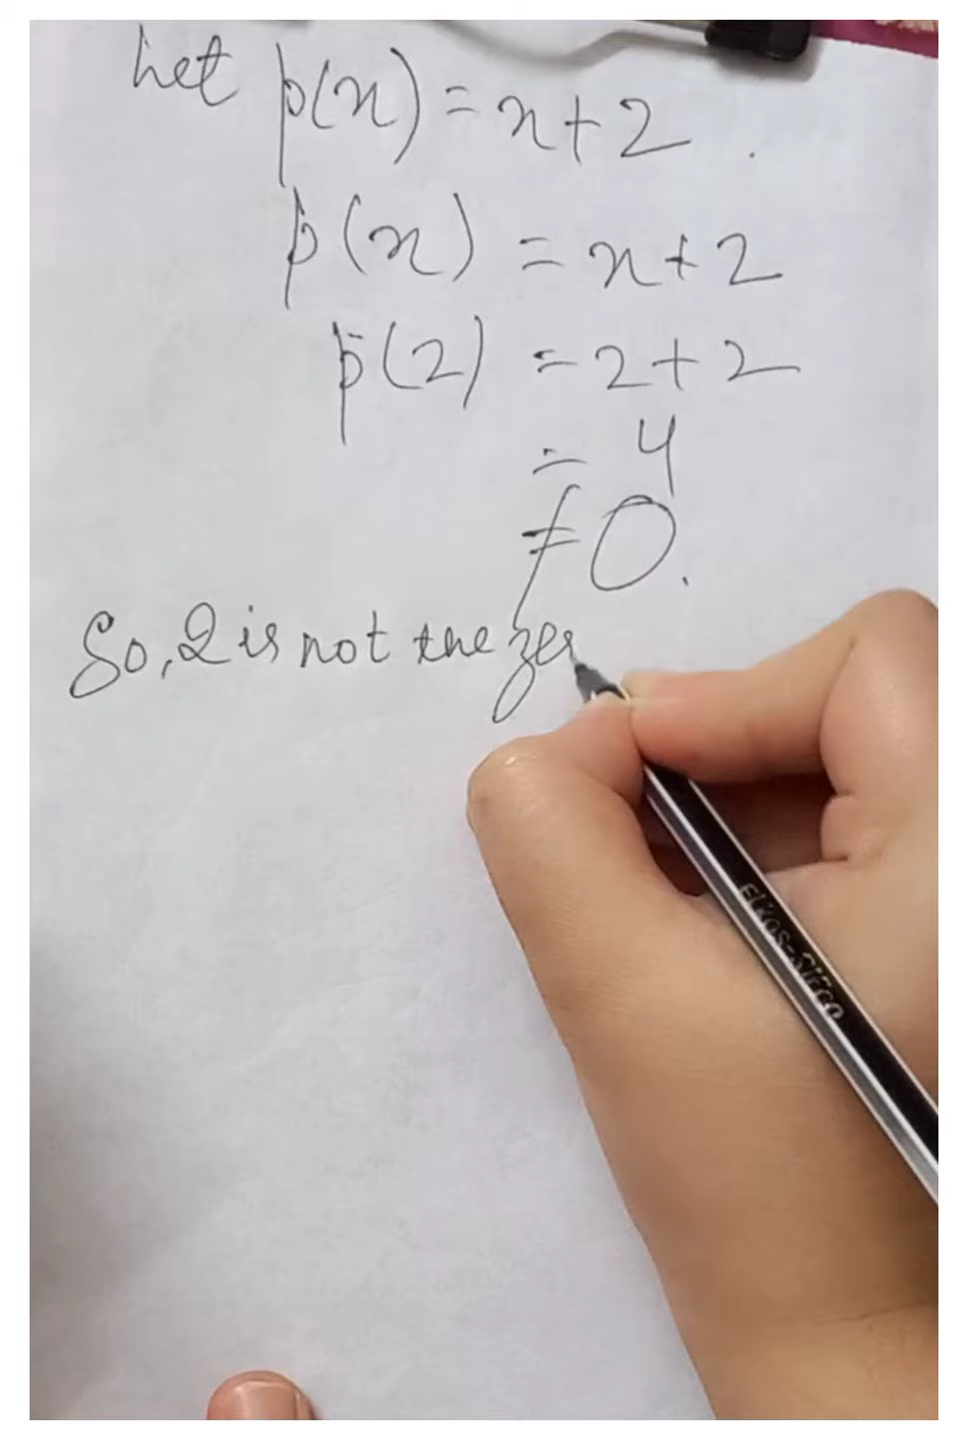 Let p(x) = x+2.
p(x) = x+2
p(2) = 2+2
= 4
≠ 0.
So, 2 is not the zer